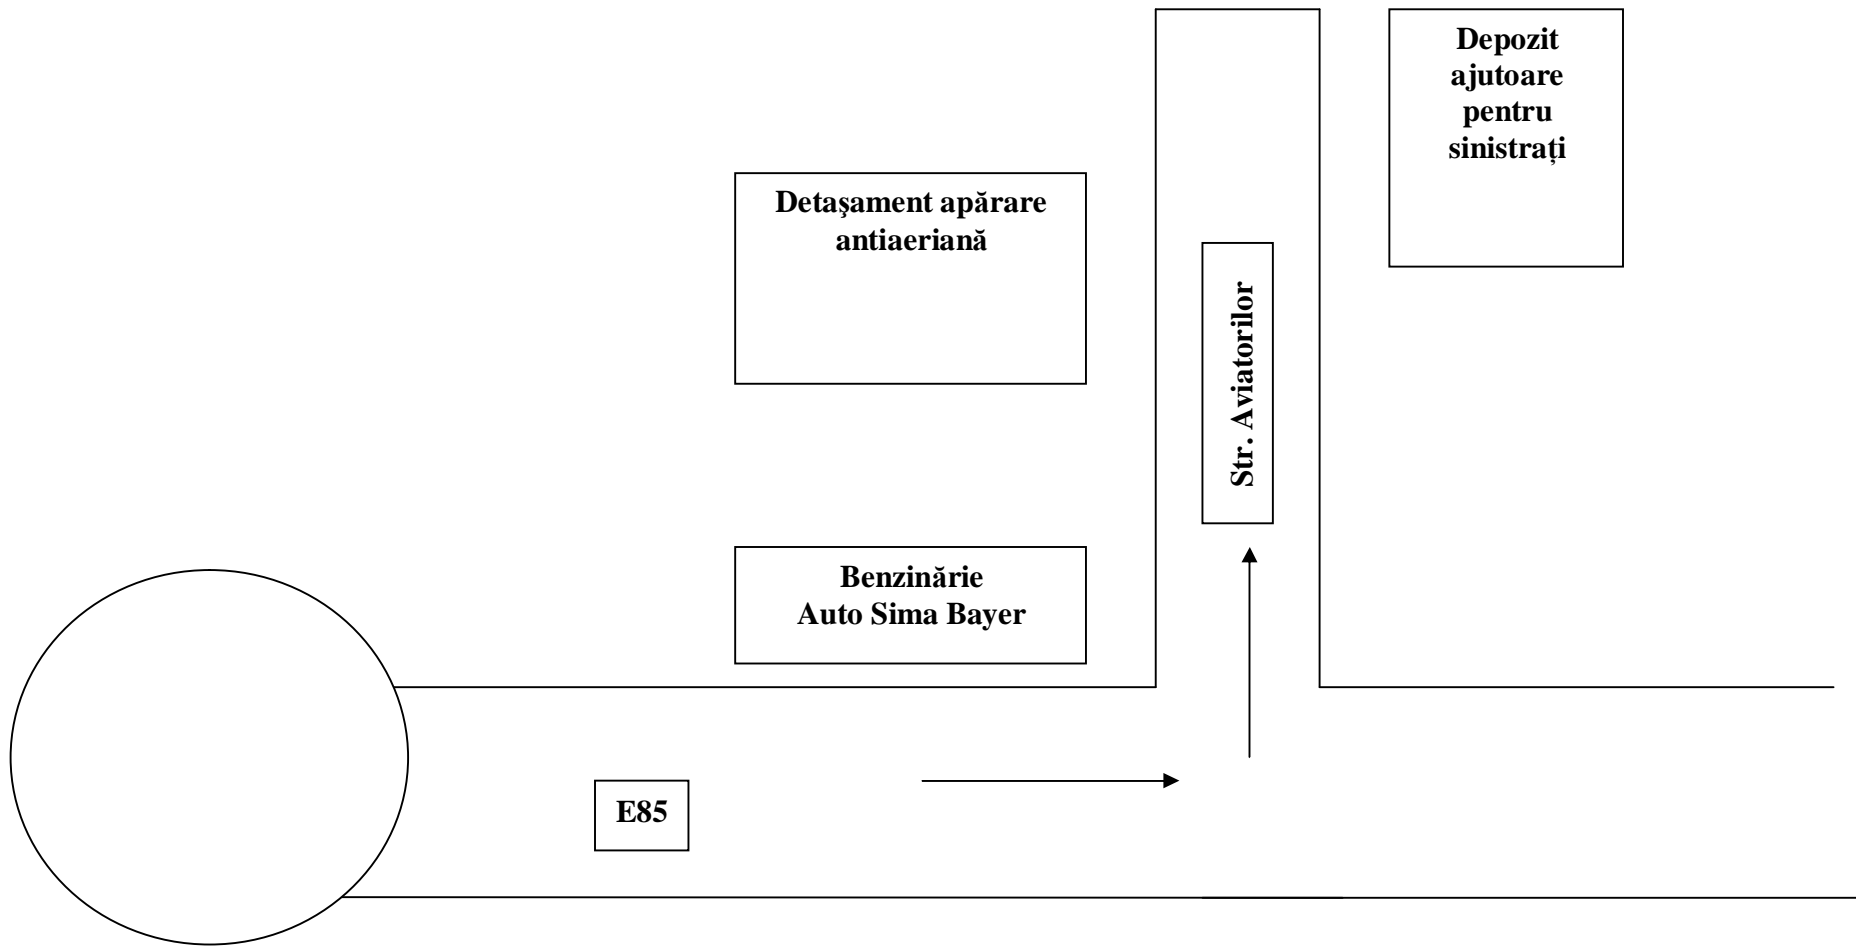 Depozit
ajutoare
pentru
sinistrați
Detaşament apărare
antiaeriană
Str. Aviatorilor
Benzinărie
Auto Sima Bayer
E85